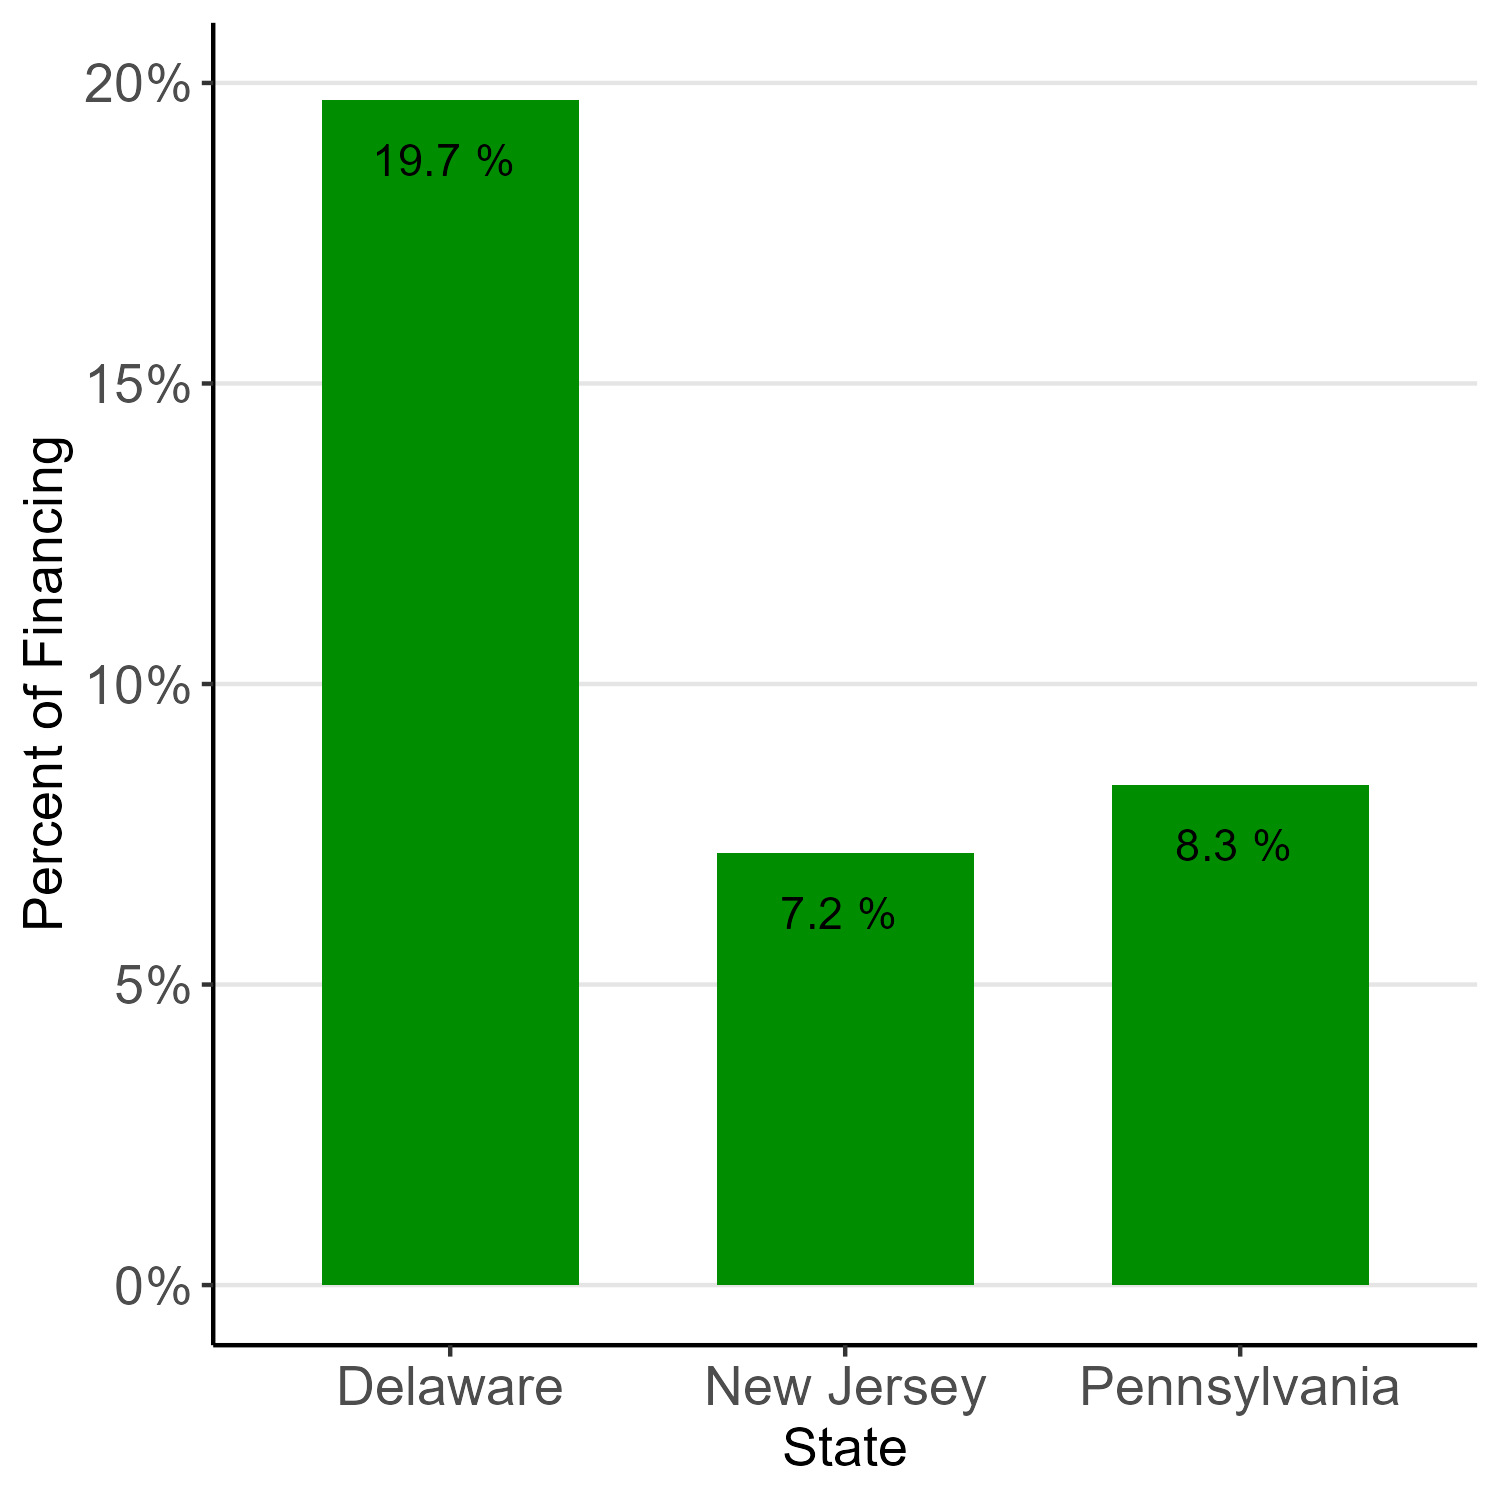 20%
15%
10%
5%
0%
Percent of Financing
19.7 %
7.2 %
8.3 %
Delaware
New Jersey
Pennsylvania
State